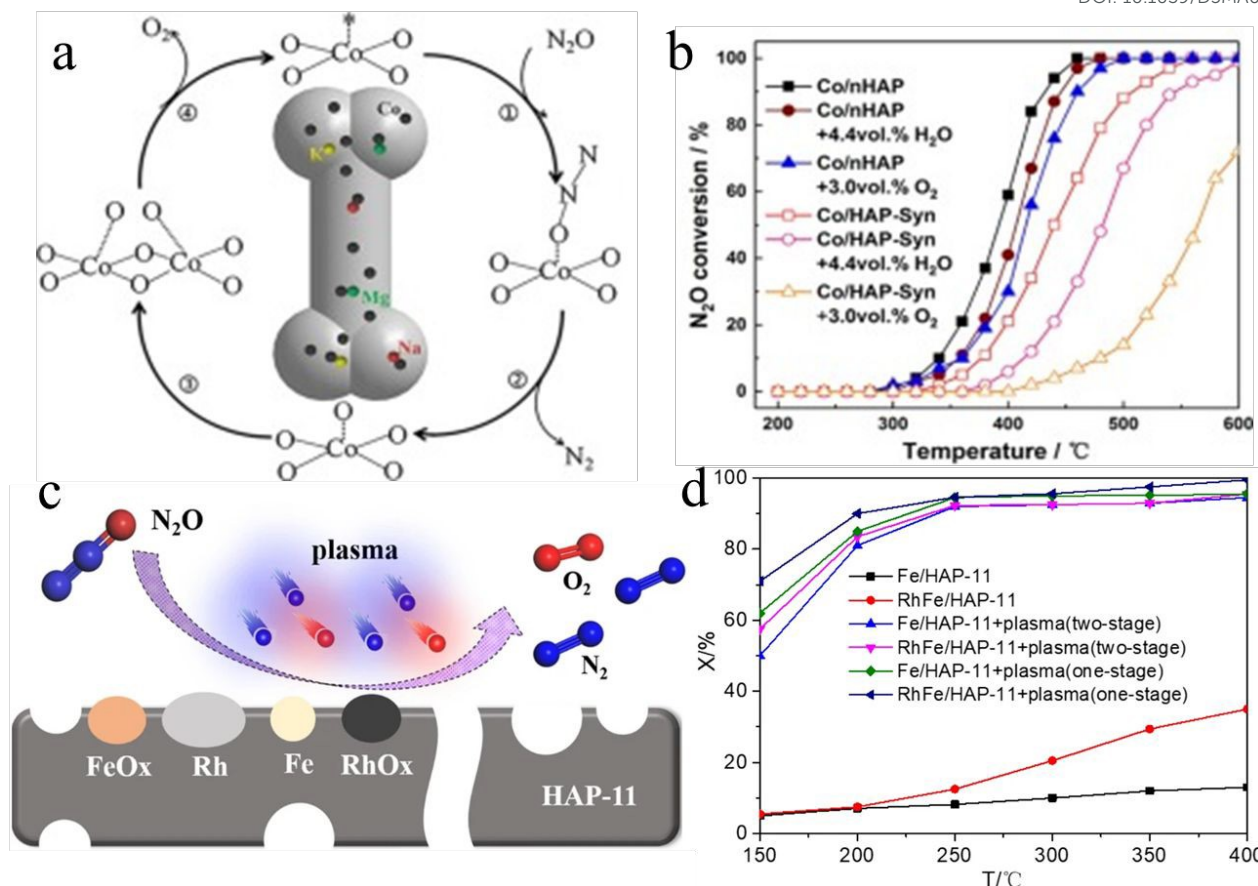 a
*
O
O
Co
O
O
N₂O
O₂
④
①
Co
K
N
N
O
O
O
Co
O
O
O
O
O
O
Co
Co
O
O
O
O
Mg
Na
③
②
O
O
O
Co
O
O
N₂
b
N₂O conversion / %
100
80
60
40
20
0
Co/nHAP
Co/nHAP
+4.4vol.% H₂O
Co/nHAP
+3.0vol.% O₂
Co/HAP-Syn
Co/HAP-Syn
+4.4vol.% H₂O
Co/HAP-Syn
+3.0vol.% O₂
200
300
400
500
600
Temperature / ℃
c
N₂O
plasma
O₂
N₂
FeOx
Rh
Fe
RhOx
HAP-11
d
X/%
100
80
60
40
20
0
Fe/HAP-11
RhFe/HAP-11
Fe/HAP-11+plasma(two-stage)
RhFe/HAP-11+plasma(two-stage)
Fe/HAP-11+plasma(one-stage)
RhFe/HAP-11+plasma(one-stage)
150
200
250
300
350
400
T/℃